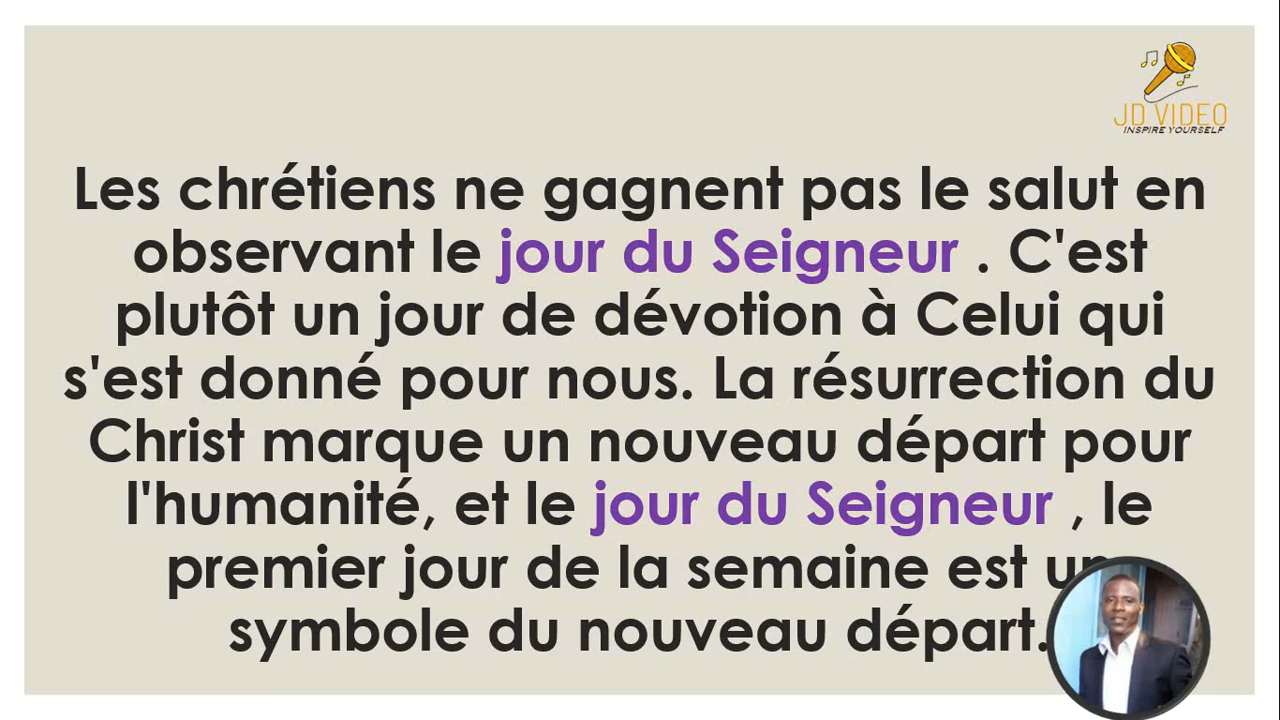 JD VIDEO
INSPIRE YOURSELF
Les chrétiens ne gagnent pas le salut en
observant le jour du Seigneur . C'est
plutôt un jour de dévotion à Celui qui
s'est donné pour nous. La résurrection du
Christ marque un nouveau départ pour
l'humanité, et le jour du Seigneur , le
premier jour de la semaine est un
symbole du nouveau départ.